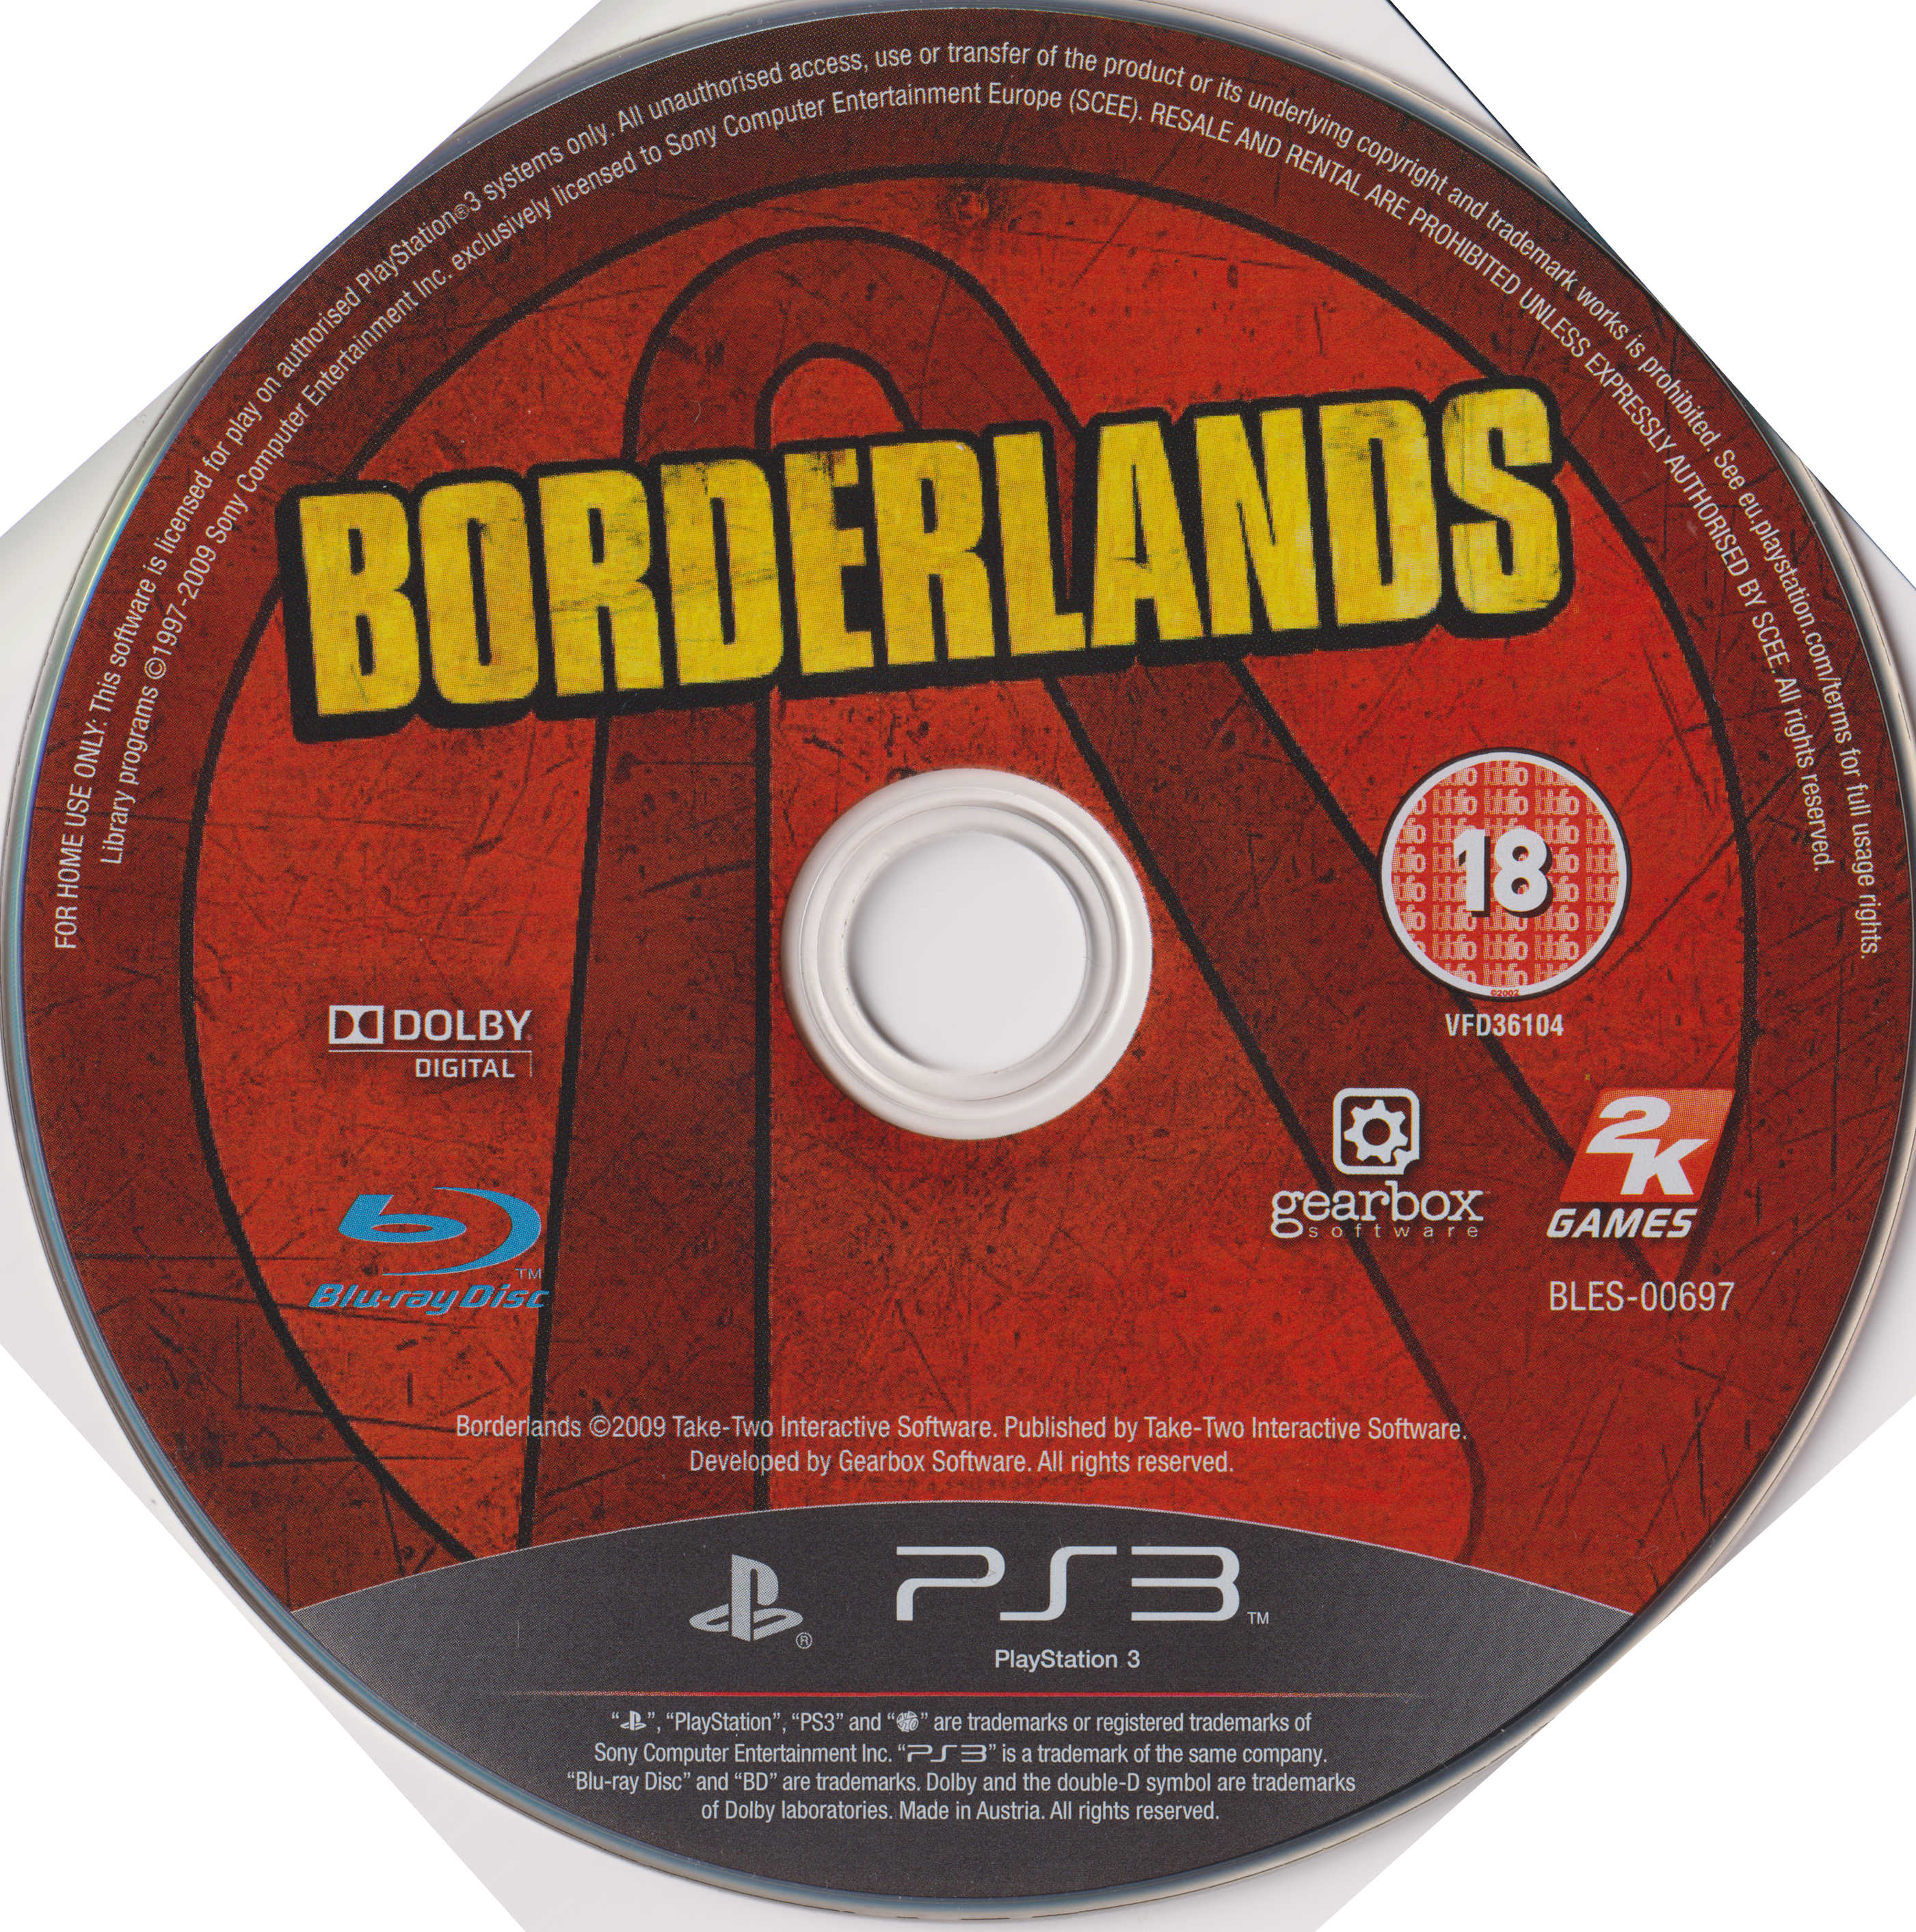 FOR HOME USE ONLY: This software is licensed for play on authorised PlayStation®3 systems only. All unauthorised access, use or transfer of the product or its underlying copyright and trademark works is prohibited. See eu.playstation.com/terms for full usage rights.
Library programs ©1997-2009 Sony Computer Entertainment Inc. exclusively licensed to Sony Computer Entertainment Europe (SCEE). RESALE AND RENTAL ARE PROHIBITED UNLESS EXPRESSLY AUTHORISED BY SCEE. All rights reserved.
BORDERLANDS
18
©2002
VFD36104
DOLBY
DIGITAL
Blu-ray Disc™
gearbox
software
2K
GAMES
BLES-00697
Borderlands ©2009 Take-Two Interactive Software. Published by Take-Two Interactive Software.
Developed by Gearbox Software. All rights reserved.
® PS3™
PlayStation 3
“”, “PlayStation”, “PS3” and “” are trademarks or registered trademarks of
Sony Computer Entertainment Inc. “PS3” is a trademark of the same company.
“Blu-ray Disc” and “BD” are trademarks. Dolby and the double-D symbol are trademarks
of Dolby laboratories. Made in Austria. All rights reserved.